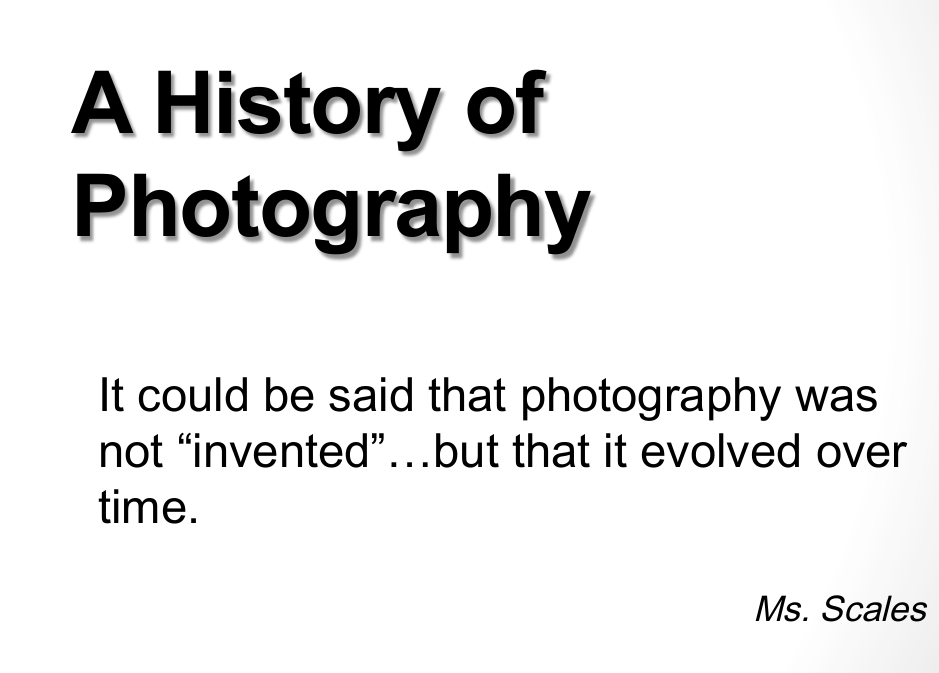 A History of
Photography
It could be said that photography was
not “invented”…but that it evolved over
time.
Ms. Scales